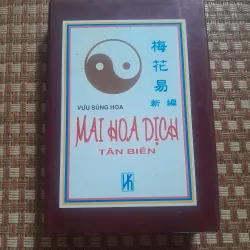 梅
花
易
新編
VƯU SÙNG HOA
MAI HOA DỊCH
TÂN BIÊN